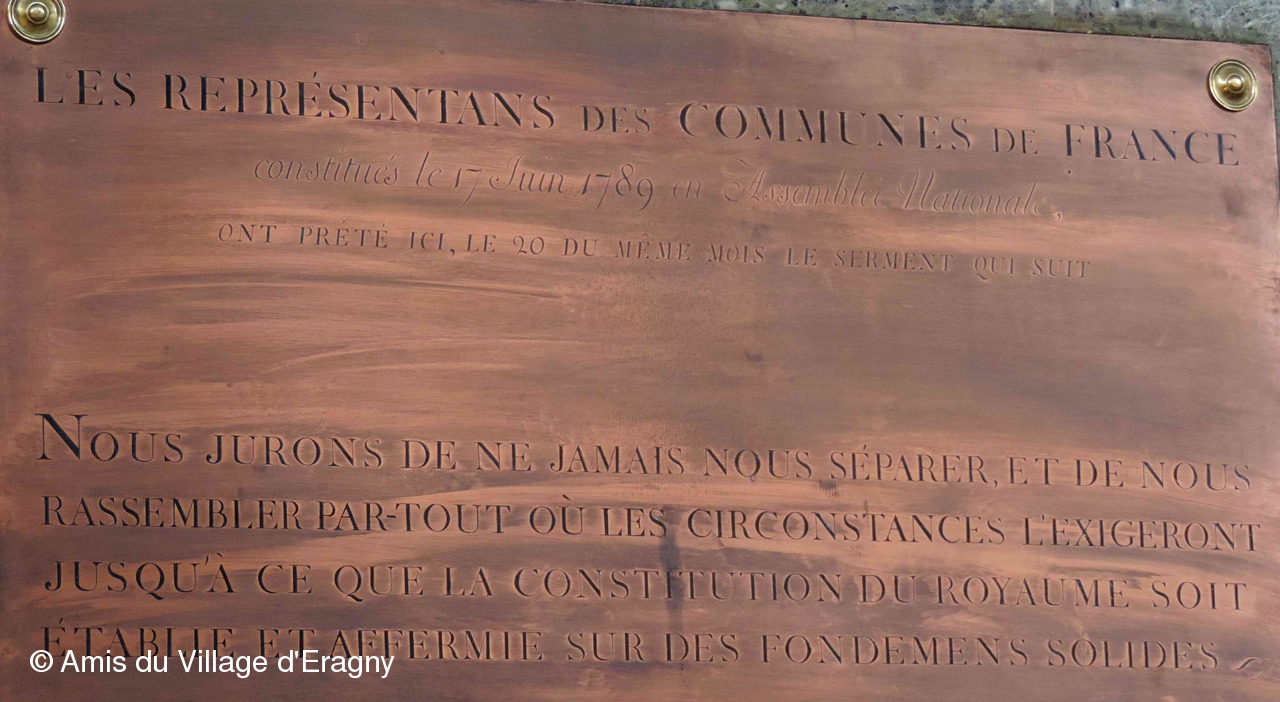 LES REPRÉSENTANS DES COMMUNES DE FRANCE
constitués le 17 Juin 1789 en Assemblée Nationale,
ONT PRÉTÉ ICI, LE 20 DU MÊME MOIS LE SERMENT QUI SUIT
NOUS JURONS DE NE JAMAIS NOUS SÉPARER, ET DE NOUS
RASSEMBLER PAR-TOUT OÙ LES CIRCONSTANCES L'EXIGERONT
JUSQU'À CE QUE LA CONSTITUTION DU ROYAUME SOIT
ÉTABLIE ET AFFERMIE SUR DES FONDEMENS SOLIDES
© Amis du Village d'Eragny